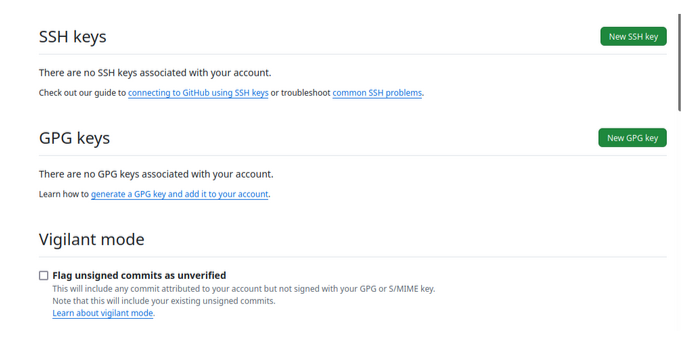 SSH keys
New SSH key
There are no SSH keys associated with your account.
Check out our guide to connecting to GitHub using SSH keys or troubleshoot common SSH problems.
GPG keys
New GPG key
There are no GPG keys associated with your account.
Learn how to generate a GPG key and add it to your account.
Vigilant mode
Flag unsigned commits as unverified
This will include any commit attributed to your account but not signed with your GPG or S/MIME key.
Note that this will include your existing unsigned commits.
Learn about vigilant mode.